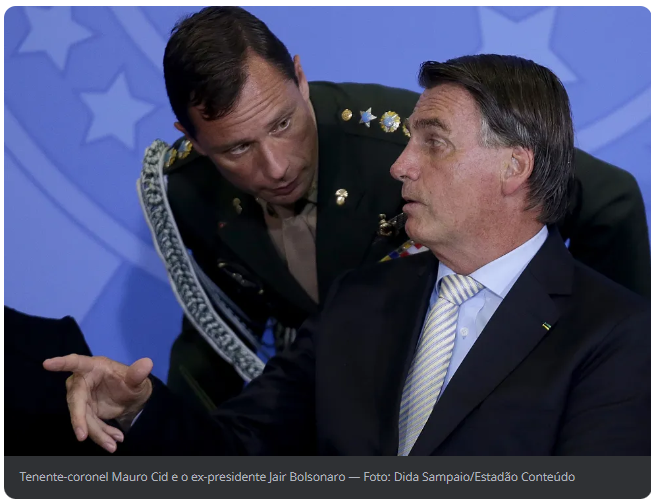 Tenente-coronel Mauro Cid e o ex-presidente Jair Bolsonaro — Foto: Dida Sampaio/Estadão Conteúdo